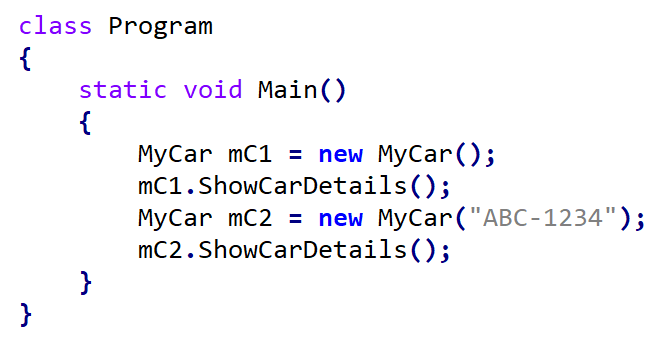 class Program
{
    static void Main()
    {
        MyCar mC1 = new MyCar();
        mC1.ShowCarDetails();
        MyCar mC2 = new MyCar("ABC-1234");
        mC2.ShowCarDetails();
    }
}